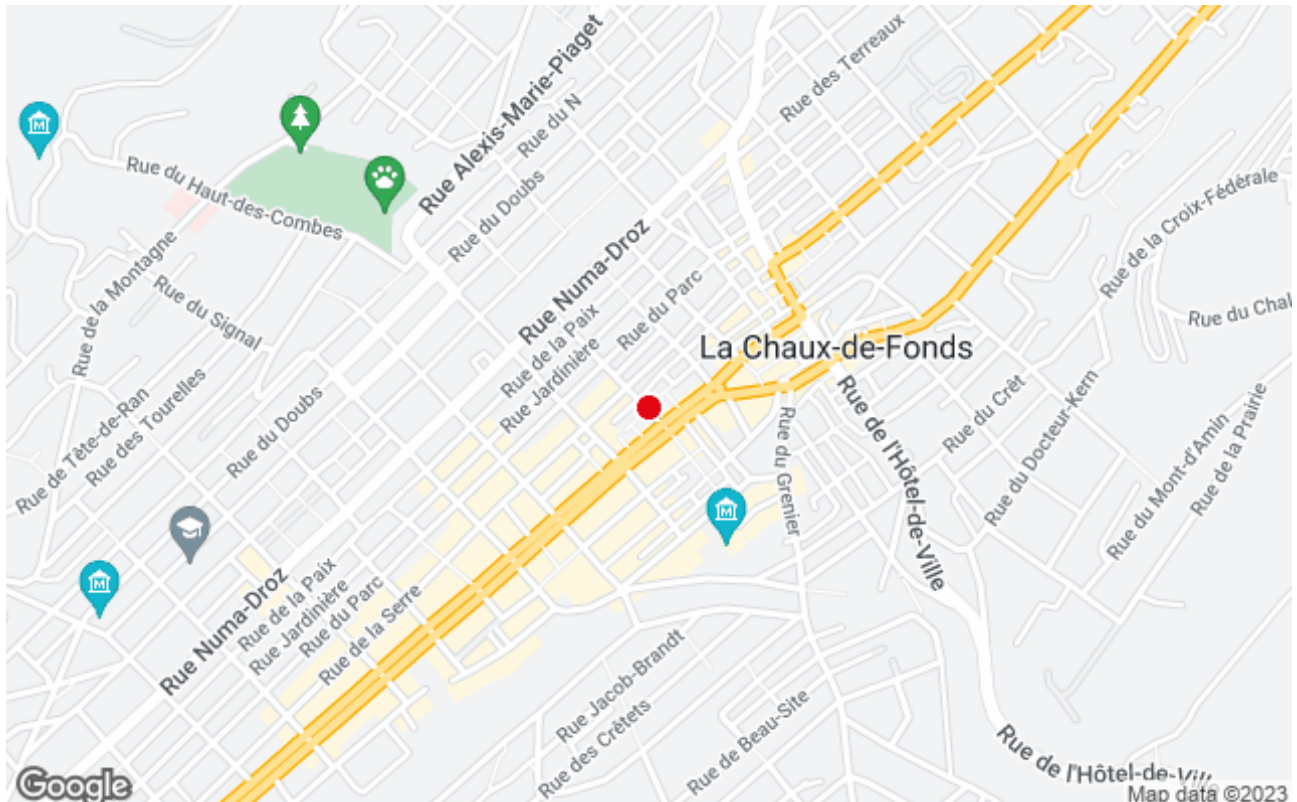 Rue des Terreaux
Rue Alexis-Marie-Piaget
Rue du N
Rue du Haut-des-Combes
Rue du Doubs
Rue de la Croix-Fédérale
Rue de la Montagne
Rue Numa-Droz
Rue du Parc
Rue du Signal
Rue de la Paix
Rue du Chal
La Chaux-de-Fonds
Rue Jardinière
Rue de Tête-de-Ran
Rue des Tourelles
Rue du Doubs
Rue du Crêt
Rue du Docteur-Kern
Rue du Grenier
Rue de l'Hôtel-de-Ville
Rue du Mont-d'Amin
Rue de la Prairie
M
M
M
Rue Numa-Droz
Rue de la Paix
Rue Jardinière
Rue du Parc
Rue de la Serre
Rue Jacob-Brandt
Rue des Crêtets
Rue de Beau-Site
Rue de l'Hôtel-de-Ville
Google
Map data ©2023